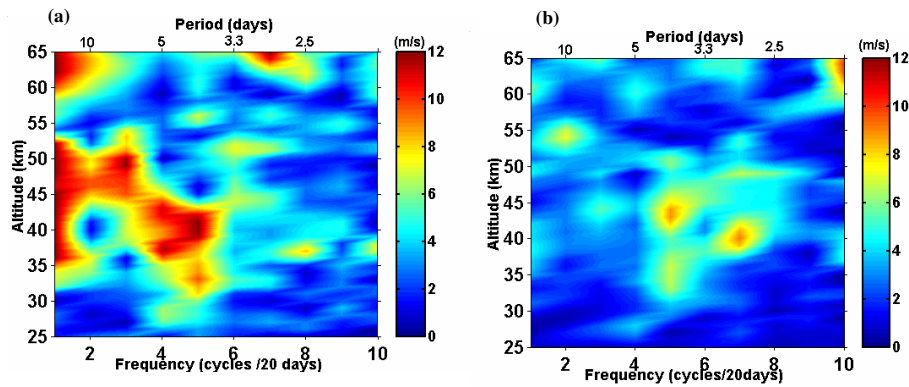 (a)
Period (days)
10 5 3.3 2.5
(m/s)
65
60
55
50
45
40
35
30
25
Altitude (km)
2 4 6 8 10
Frequency (cycles /20 days)
12
10
8
6
4
2
0
(b)
Period (days)
10 5 3.3 2.5
(m/s)
65
60
55
50
45
40
35
30
25
Altitude (km)
2 4 6 8 10
Frequency (cycles/20days)
12
10
8
6
4
2
0